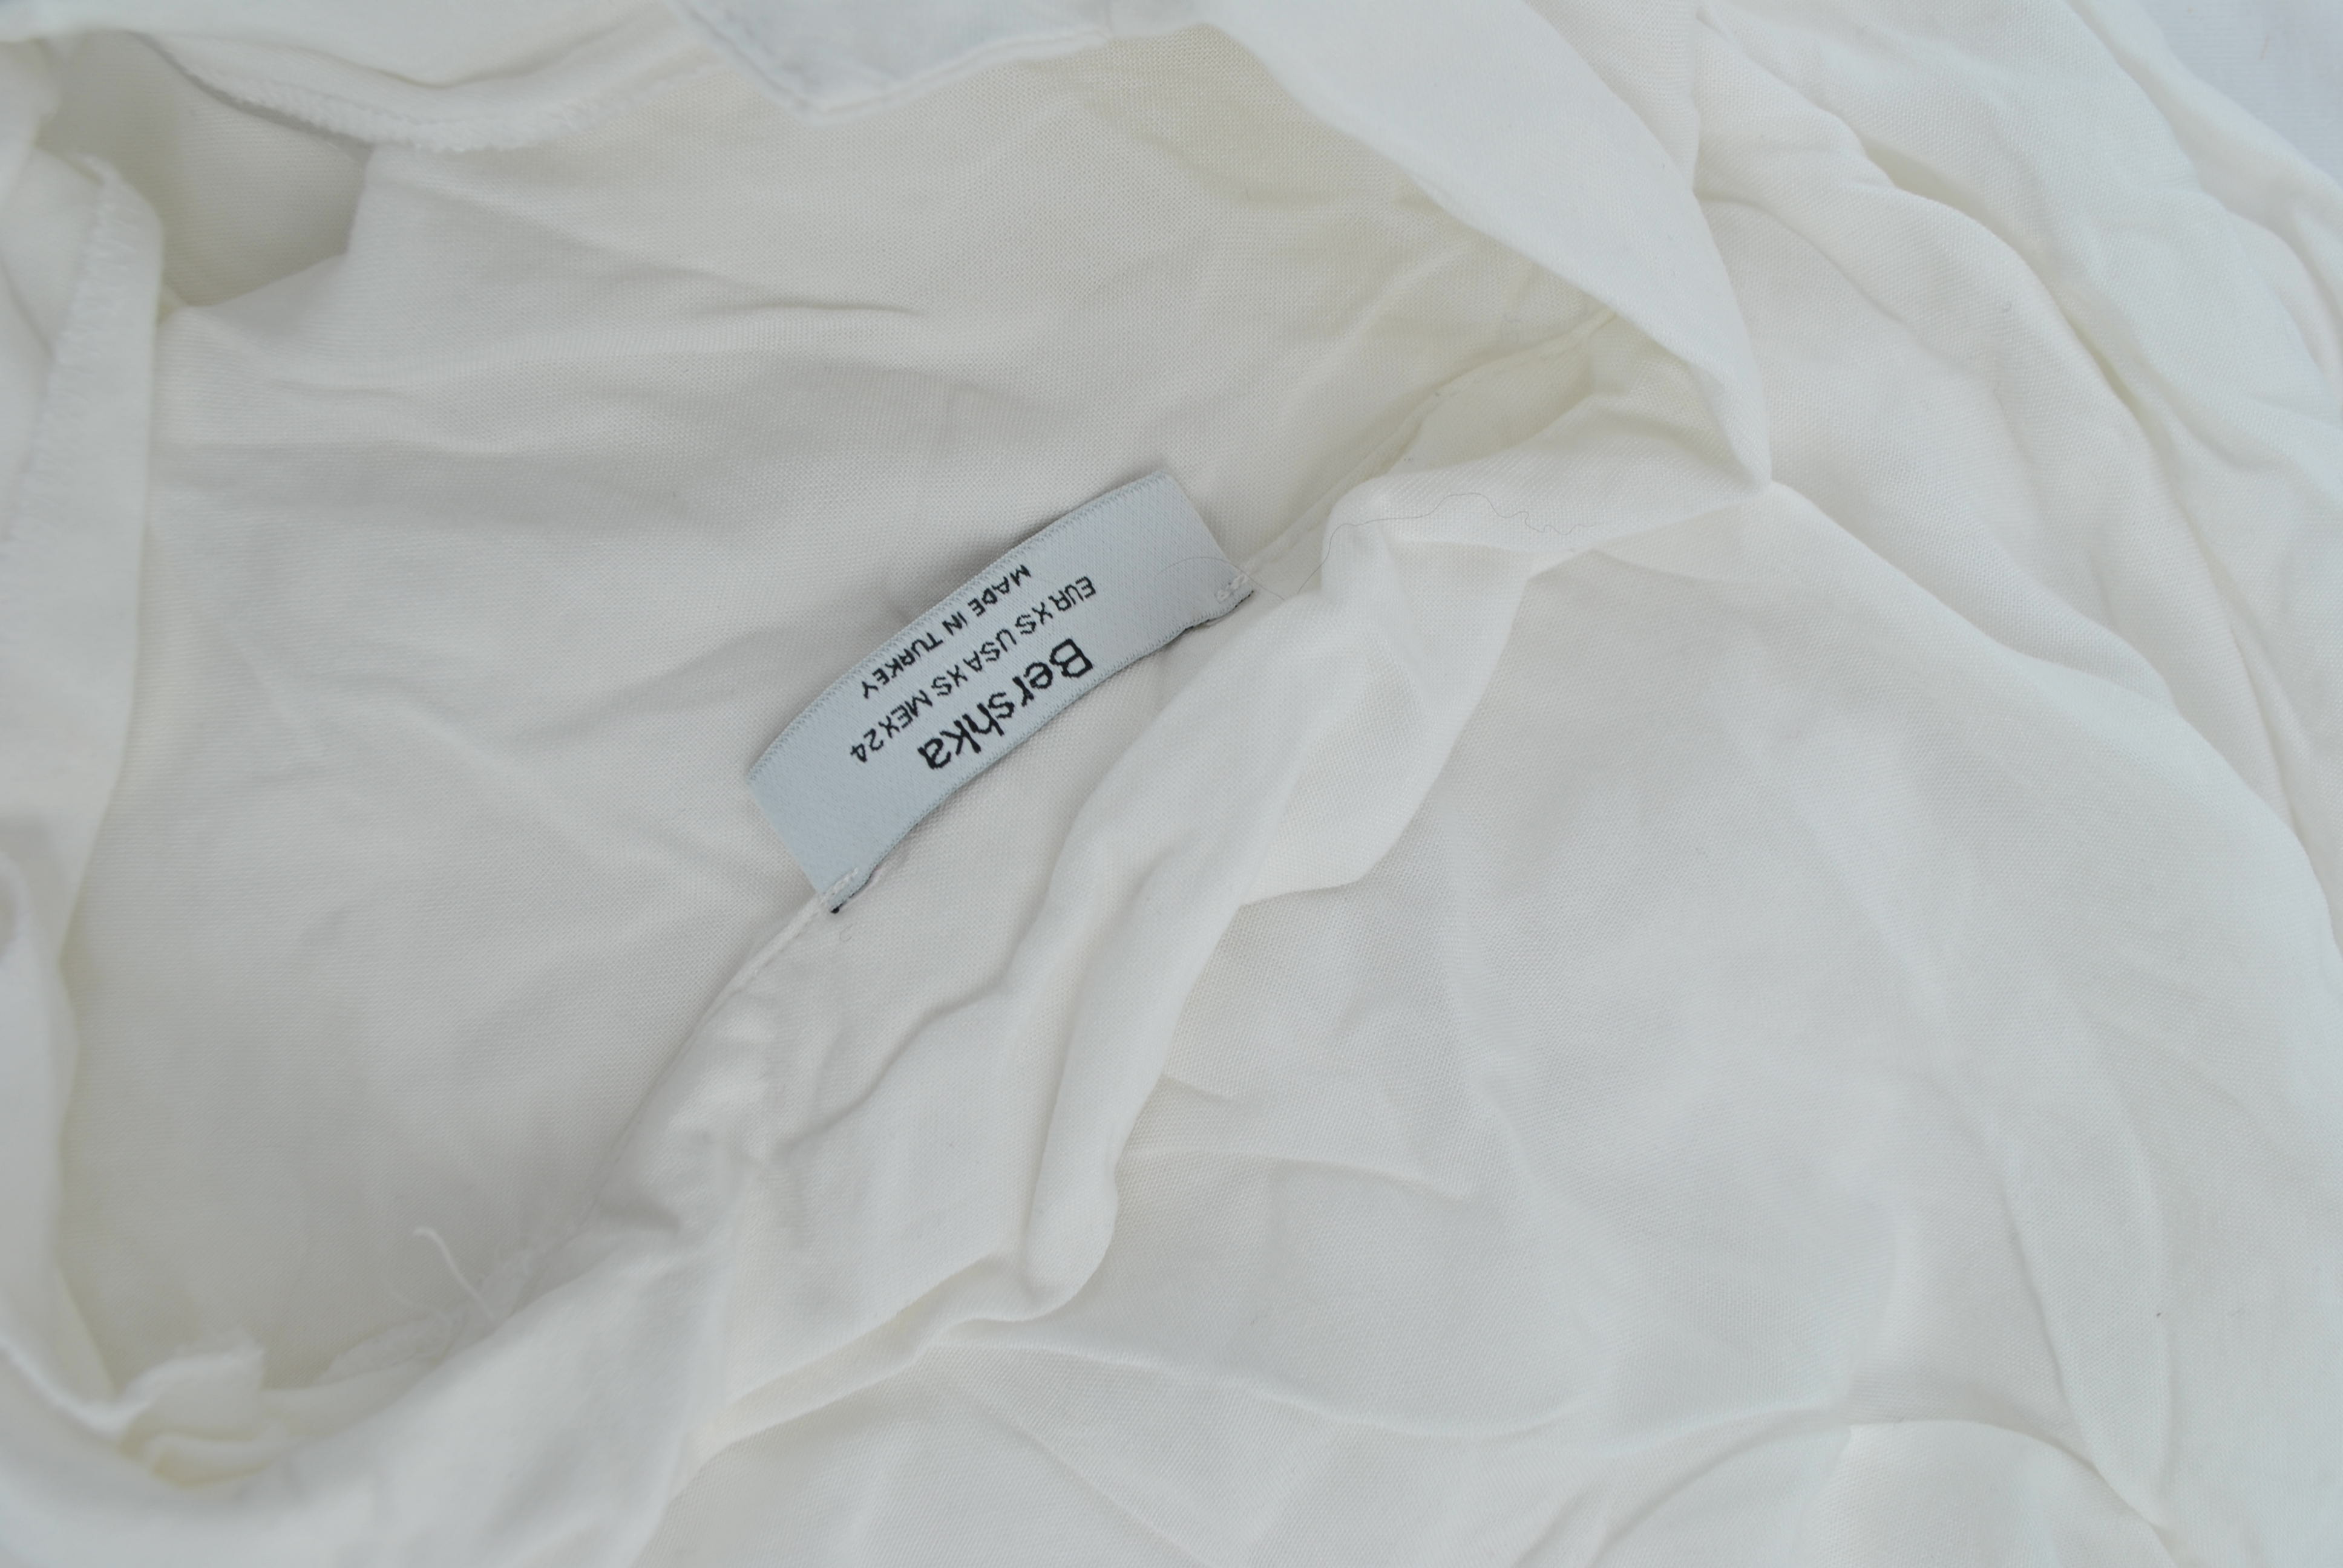 Bershka
EUR XS USA XS MEX 24
MADE IN TURKEY